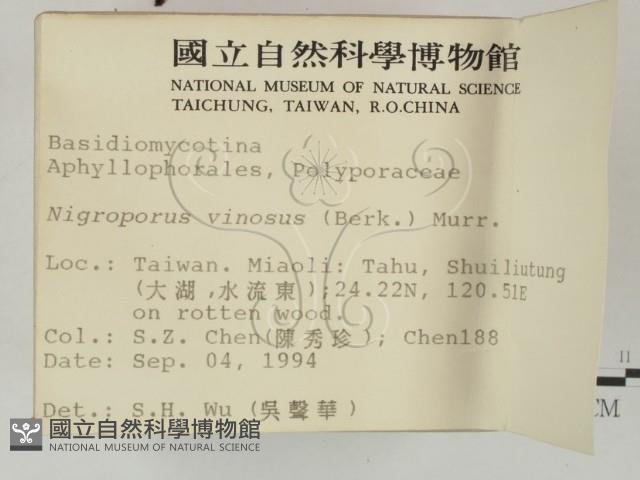 國立自然科學博物館
NATIONAL MUSEUM OF NATURAL SCIENCE
TAICHUNG, TAIWAN, R.O.CHINA
Basidiomycotina
Aphyllophorales, Polyporaceae
Nigroporus vinosus (Berk.) Murr.
Loc.: Taiwan. Miaoli: Tahu, Shuiliutung
(大湖,水流東);24.22N, 120.51E
on rotten wood.
Col.: S.Z. Chen(陳秀珍); Chen188
Date: Sep. 04, 1994
Det.: S.H. Wu (吳聲華)
11
CM
國立自然科學博物館
NATIONAL MUSEUM OF NATURAL SCIENCE